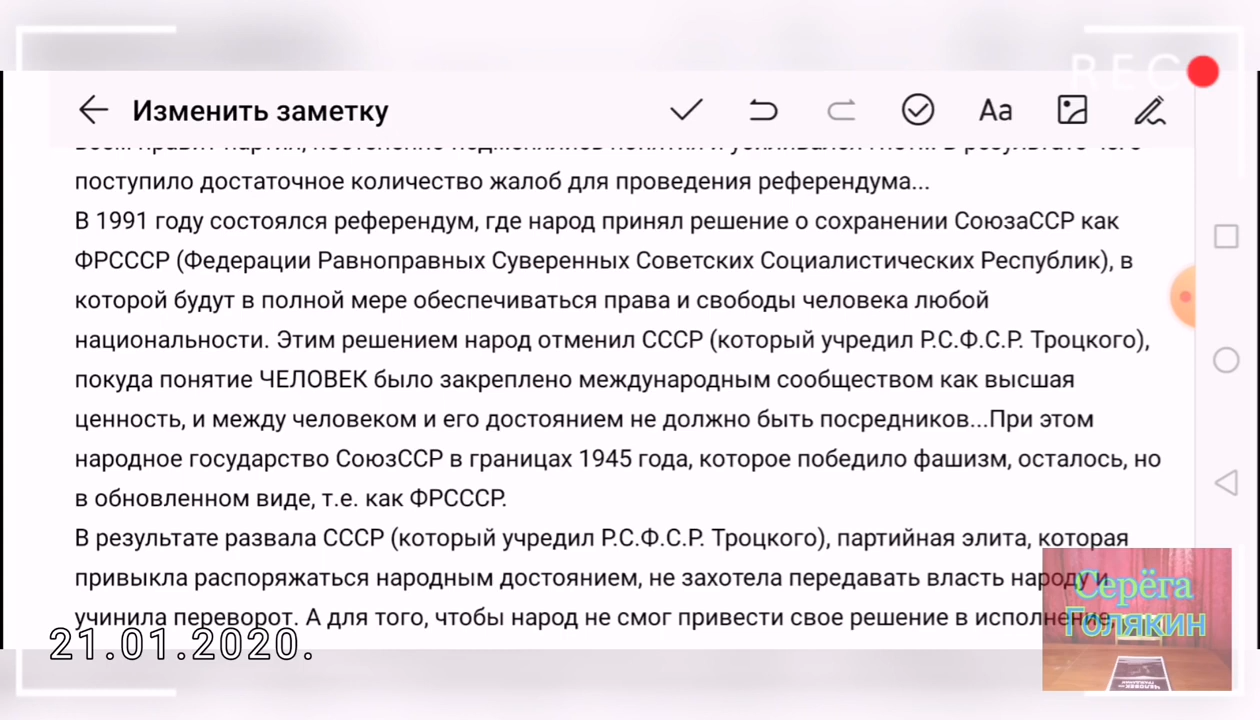 REC
Изменить заметку
Aa
поступило достаточное количество жалоб для проведения референдума...
В 1991 году состоялся референдум, где народ принял решение о сохранении СоюзаССР как
ФРСССР (Федерации Равноправных Суверенных Советских Социалистических Республик), в
которой будут в полной мере обеспечиваться права и свободы человека любой
национальности. Этим решением народ отменил СССР (который учредил Р.С.Ф.С.Р. Троцкого),
покуда понятие ЧЕЛОВЕК было закреплено международным сообществом как высшая
ценность, и между человеком и его достоянием не должно быть посредников...При этом
народное государство СоюзССР в границах 1945 года, которое победило фашизм, осталось, но
в обновленном виде, т.е. как ФРСССР.
В результате развала СССР (который учредил Р.С.Ф.С.Р. Троцкого), партийная элита, которая
привыкла распоряжаться народным достоянием, не захотела передавать власть народу и
учинила переворот. А для того, чтобы народ не смог привести свое решение в исполнение,
21.01.2020.
Серёга
Голякин